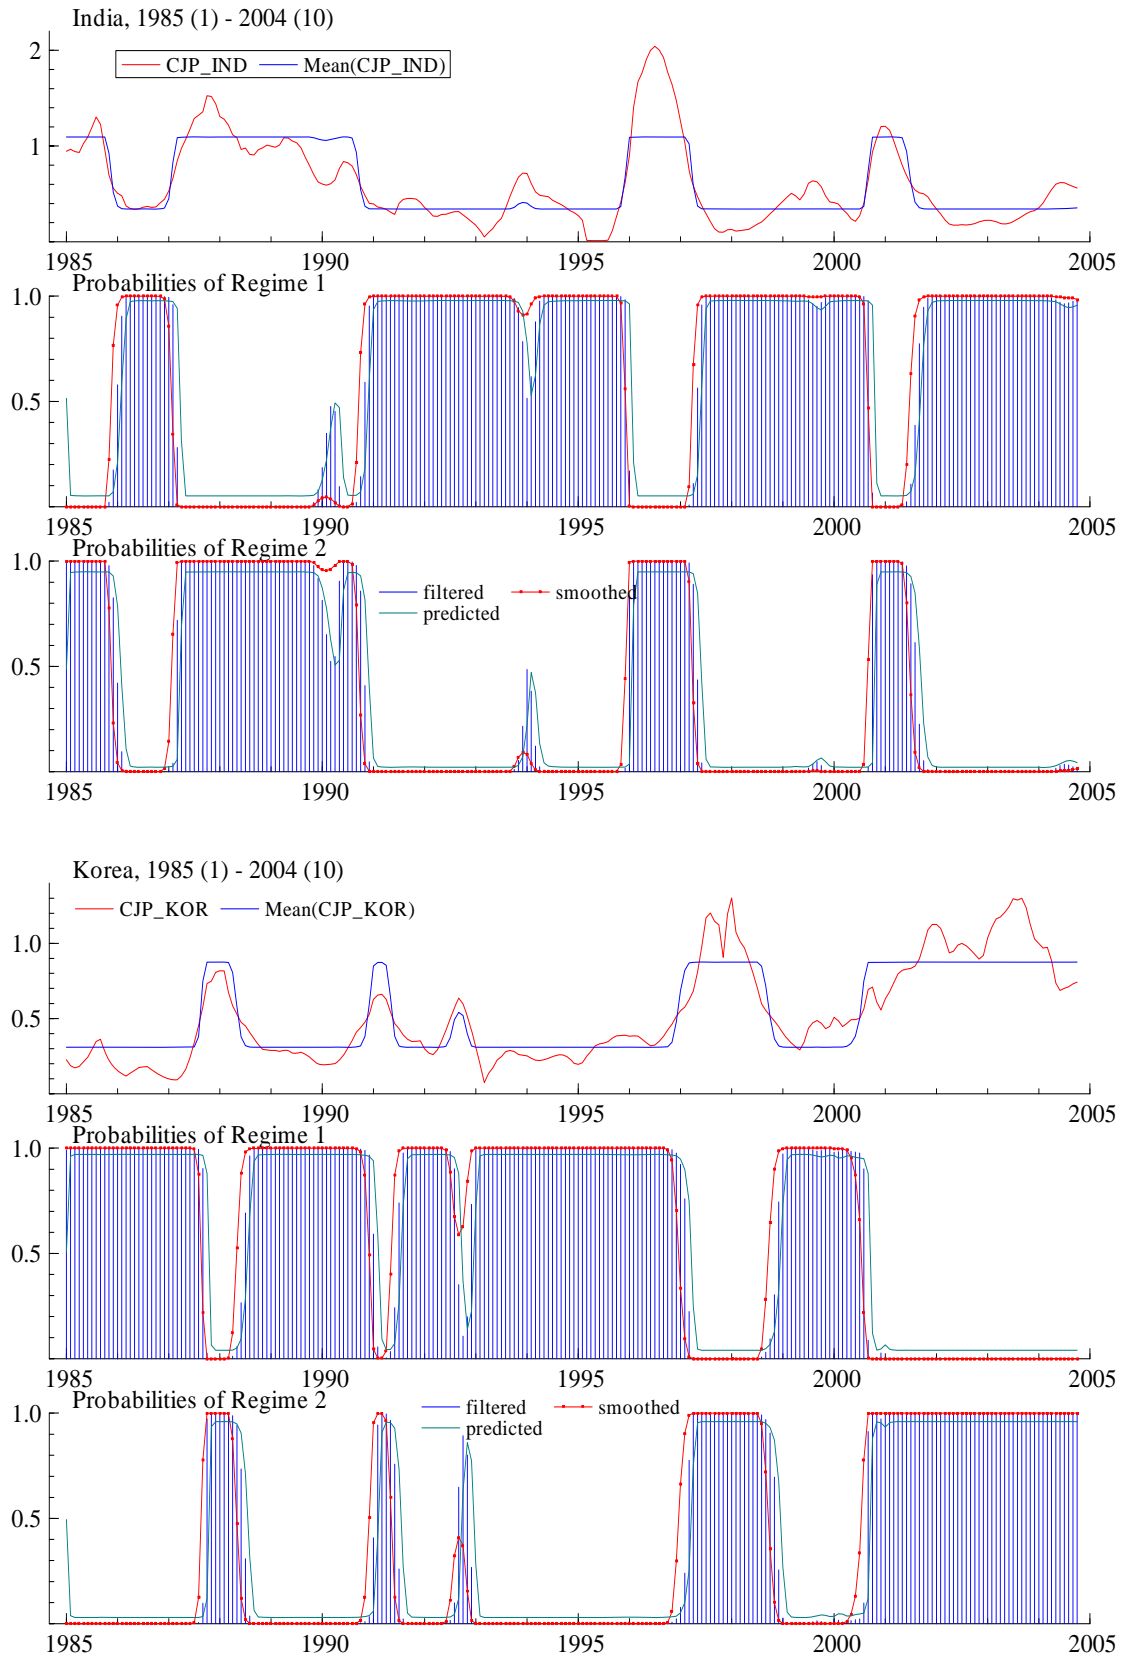 India, 1985 (1) - 2004 (10)
CJP_IND Mean(CJP_IND)
2
1
1985 1990 1995 2000 2005
Probabilities of Regime 1
1.0
0.5
1985 1990 1995 2000 2005
Probabilities of Regime 2
1.0
filtered smoothed
predicted
0.5
1985 1990 1995 2000 2005
Korea, 1985 (1) - 2004 (10)
CJP_KOR Mean(CJP_KOR)
1.0
0.5
1985 1990 1995 2000 2005
Probabilities of Regime 1
1.0
0.5
1985 1990 1995 2000 2005
Probabilities of Regime 2
filtered smoothed
1.0
predicted
0.5
1985 1990 1995 2000 2005